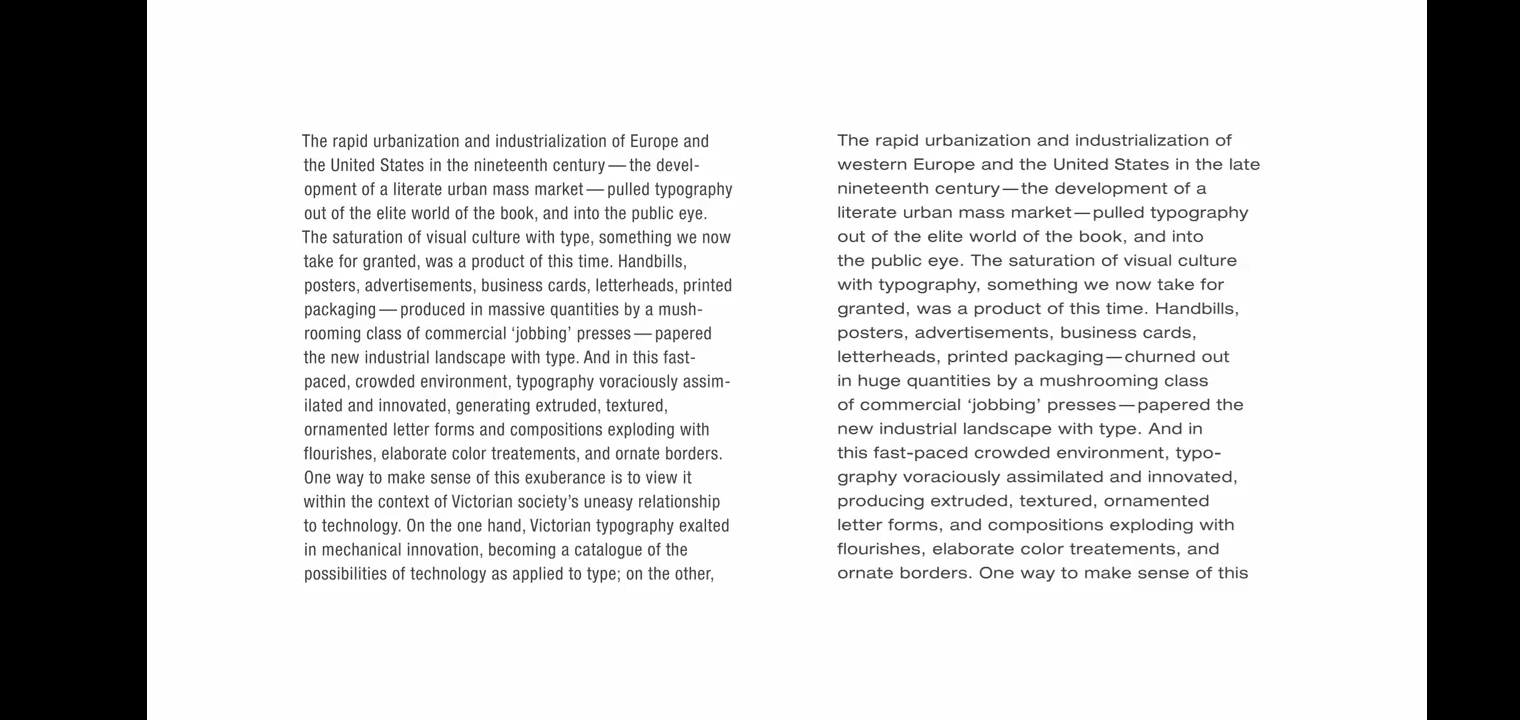 The rapid urbanization and industrialization of Europe and
the United States in the nineteenth century — the devel-
opment of a literate urban mass market — pulled typography
out of the elite world of the book, and into the public eye.
The saturation of visual culture with type, something we now
take for granted, was a product of this time. Handbills,
posters, advertisements, business cards, letterheads, printed
packaging — produced in massive quantities by a mush-
rooming class of commercial ‘jobbing’ presses — papered
the new industrial landscape with type. And in this fast-
paced, crowded environment, typography voraciously assim-
ilated and innovated, generating extruded, textured,
ornamented letter forms and compositions exploding with
flourishes, elaborate color treatements, and ornate borders.
One way to make sense of this exuberance is to view it
within the context of Victorian society’s uneasy relationship
to technology. On the one hand, Victorian typography exalted
in mechanical innovation, becoming a catalogue of the
possibilities of technology as applied to type; on the other,
The rapid urbanization and industrialization of
western Europe and the United States in the late
nineteenth century — the development of a
literate urban mass market — pulled typography
out of the elite world of the book, and into
the public eye. The saturation of visual culture
with typography, something we now take for
granted, was a product of this time. Handbills,
posters, advertisements, business cards,
letterheads, printed packaging — churned out
in huge quantities by a mushrooming class
of commercial ‘jobbing’ presses — papered the
new industrial landscape with type. And in
this fast-paced crowded environment, typo-
graphy voraciously assimilated and innovated,
producing extruded, textured, ornamented
letter forms, and compositions exploding with
flourishes, elaborate color treatements, and
ornate borders. One way to make sense of this